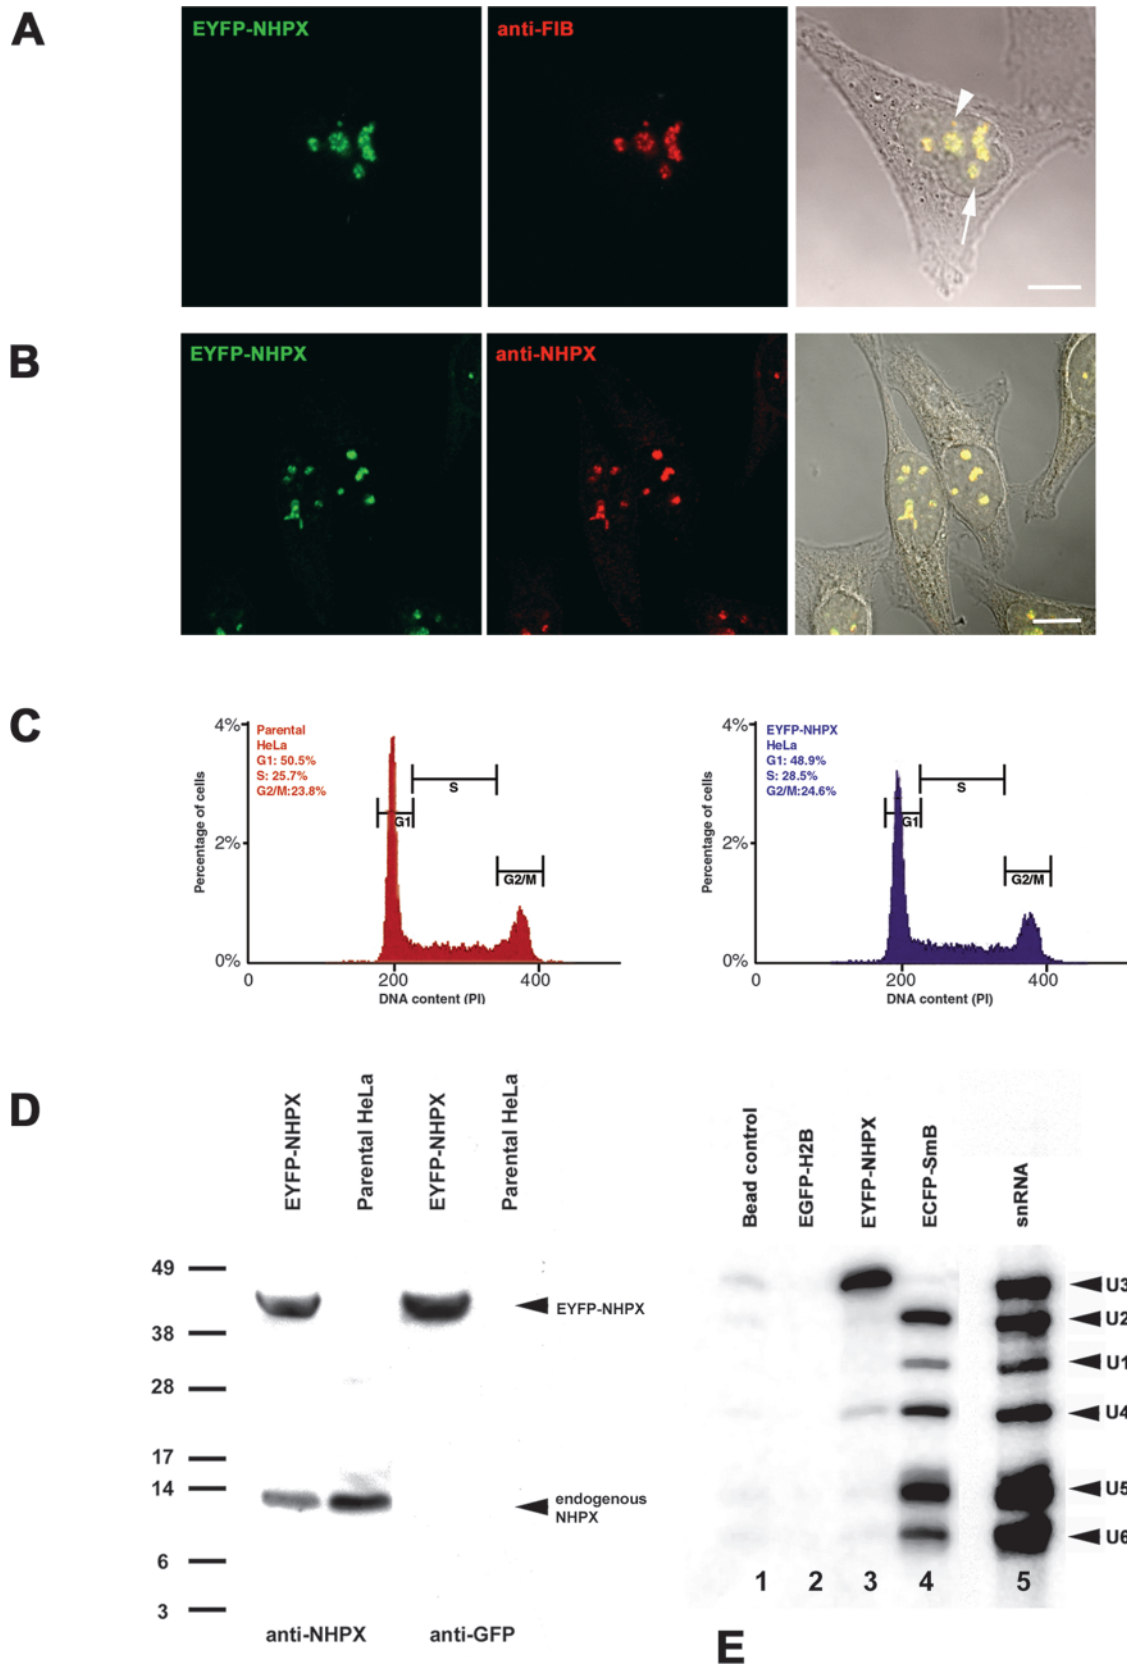 A
EYFP-NHPX
anti-FIB
B
EYFP-NHPX
anti-NHPX
C
4%
2%
0%
Percentage of cells
Parental
HeLa
G1: 50.5%
S: 25.7%
G2/M:23.8%
S
G1
G2/M
0
200
400
DNA content (PI)
4%
2%
0%
Percentage of cells
EYFP-NHPX
HeLa
G1: 48.9%
S: 28.5%
G2/M:24.6%
S
G1
G2/M
0
200
400
DNA content (PI)
D
EYFP-NHPX
Parental HeLa
EYFP-NHPX
Parental HeLa
49
38
28
17
14
6
3
EYFP-NHPX
endogenous
NHPX
anti-NHPX
anti-GFP
Bead control
EGFP-H2B
EYFP-NHPX
ECFP-SmB
snRNA
U3
U2
U1
U4
U5
U6
1
2
3
4
5
E